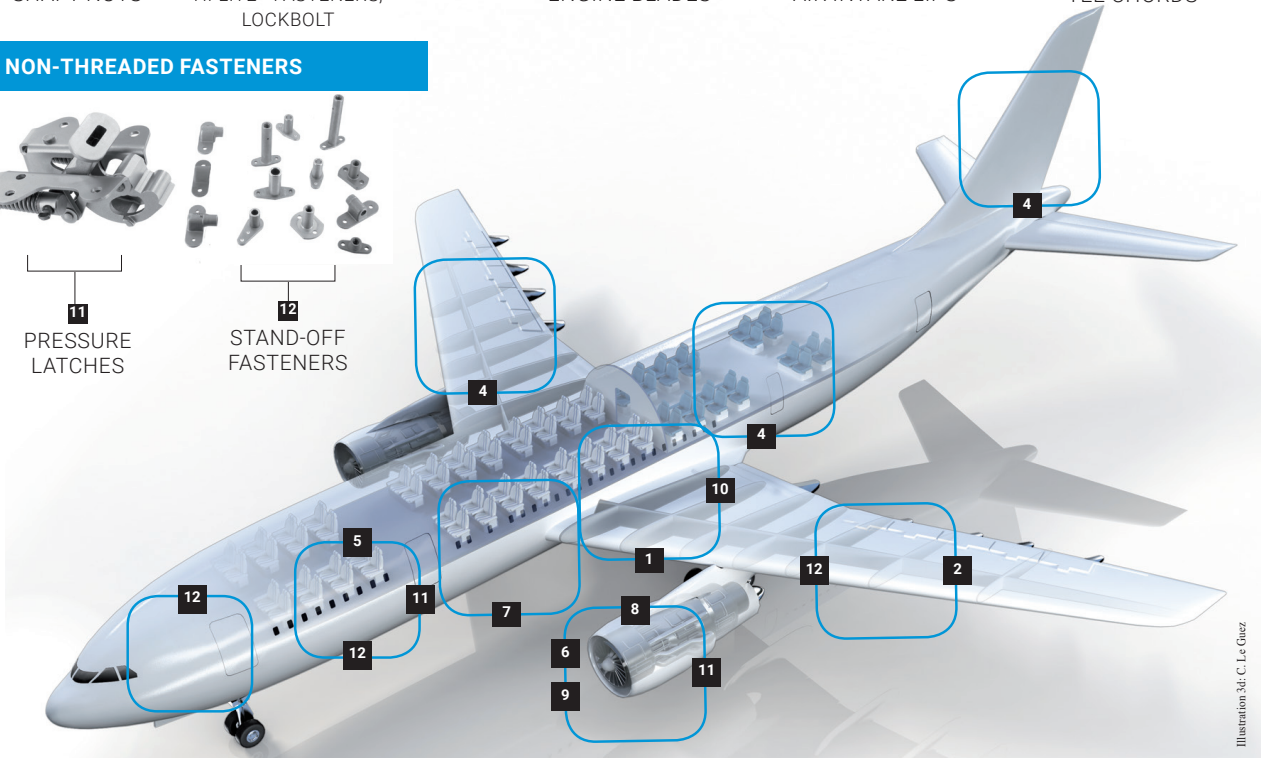 LOCKBOLT
NON-THREADED FASTENERS
11
PRESSURE
LATCHES
12
STAND-OFF
FASTENERS
4
4
4
10
1
12
2
5
11
12
12
7
8
6
11
9
Illustration 3d: C. Le Guez